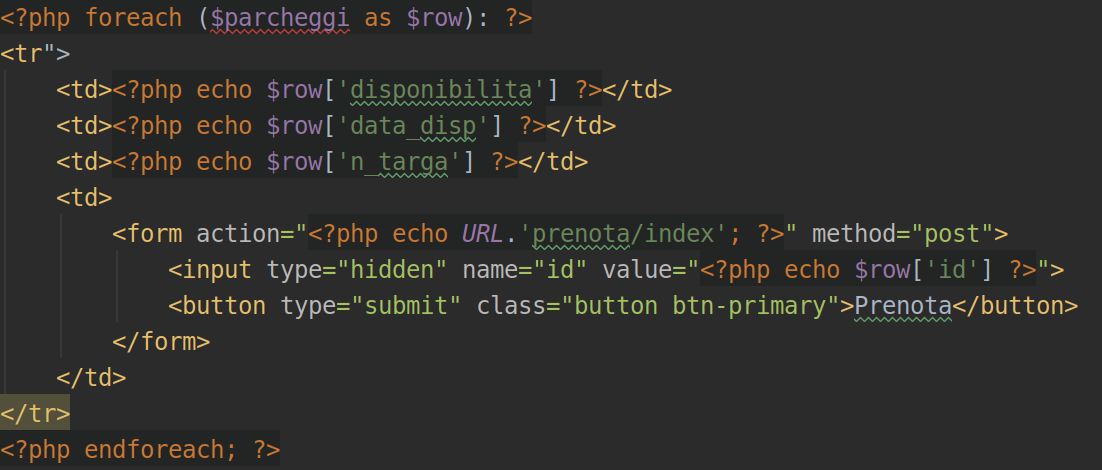 <?php foreach ($parcheggi as $row): ?>
<tr">
    <td><?php echo $row['disponibilita'] ?></td>
    <td><?php echo $row['data_disp'] ?></td>
    <td><?php echo $row['n_targa'] ?></td>
    <td>
        <form action="<?php echo URL.'prenota/index'; ?>" method="post">
            <input type="hidden" name="id" value="<?php echo $row['id'] ?>">
            <button type="submit" class="button btn-primary">Prenota</button>
        </form>
    </td>
</tr>
<?php endforeach; ?>